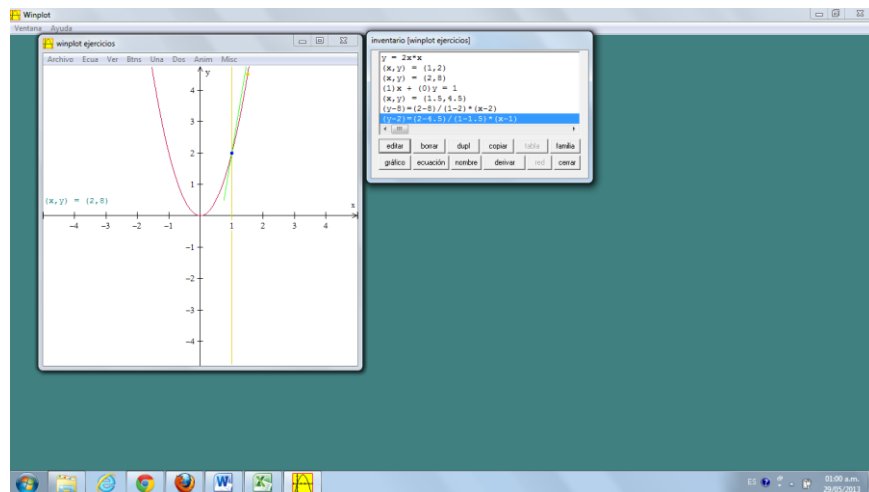 Winplot
Ventana Ayuda
winplot ejercicios
Archivo Ecua Ver Btns Una Dos Anim Misc
y
4
3
2
1
(x,y) = (2,8)
x
-4 -3 -2 -1 1 2 3 4
-1
-2
-3
-4
inventario [winplot ejercicios]
y = 2x*x
(x,y) = (1,2)
(x,y) = (2,8)
(1)x + (0)y = 1
(x,y) = (1.5,4.5)
(y-8)=(2-8)/(1-2)*(x-2)
(y-2)=(2-4.5)/(1-1.5)*(x-1)
editar borrar dupl copiar tabla familia
gráfico ecuación nombre derivar red cerrar
ES 01:00 a.m.
29/05/2013